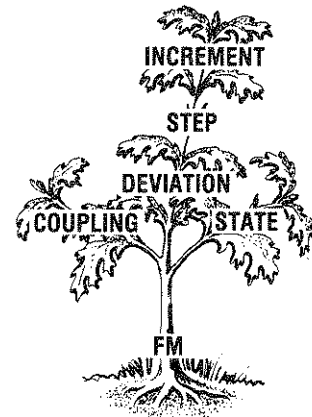 INCREMENT
STEP
DEVIATION
COUPLING STATE
FM